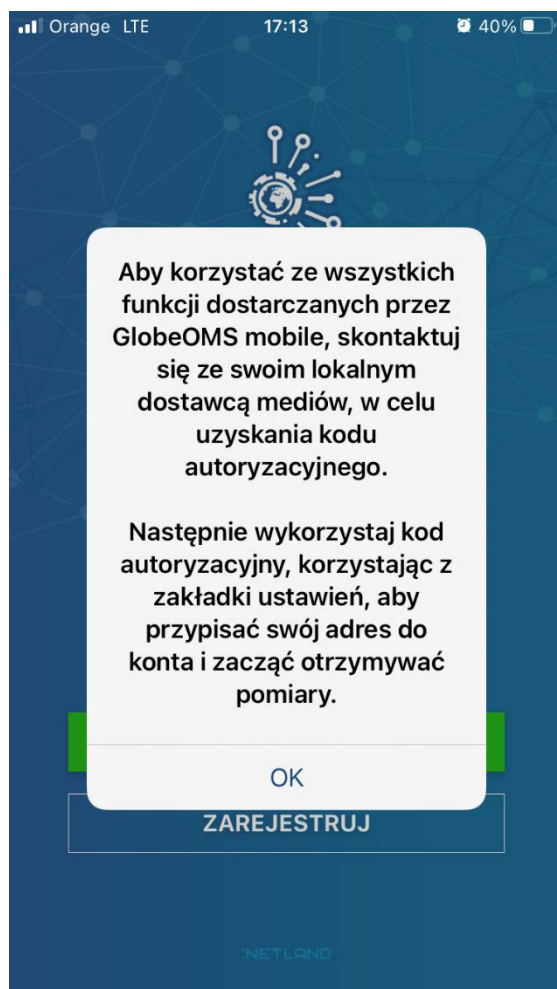 Orange LTE 17:13 40%
Aby korzystać ze wszystkich
funkcji dostarczanych przez
GlobeOMS mobile, skontaktuj
się ze swoim lokalnym
dostawcą mediów, w celu
uzyskania kodu
autoryzacyjnego.
Następnie wykorzystaj kod
autoryzacyjny, korzystając z
zakładki ustawień, aby
przypisać swój adres do
konta i zacząć otrzymywać
pomiary.
OK
ZAREJESTRUJ
:NETLAND